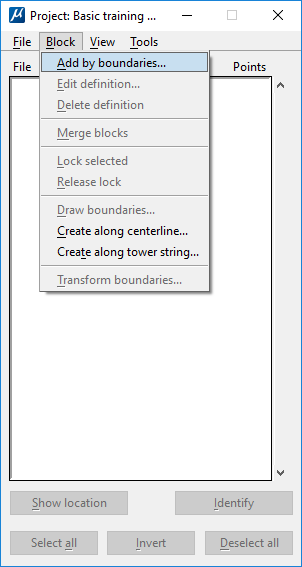 µ Project: Basic training ...
File Block View Tools
File Points
Add by boundaries...
Edit definition...
Delete definition
Merge blocks
Lock selected
Release lock
Draw boundaries...
Create along centerline...
Create along tower string...
Transform boundaries...
Show location Identify
Select all Invert Deselect all